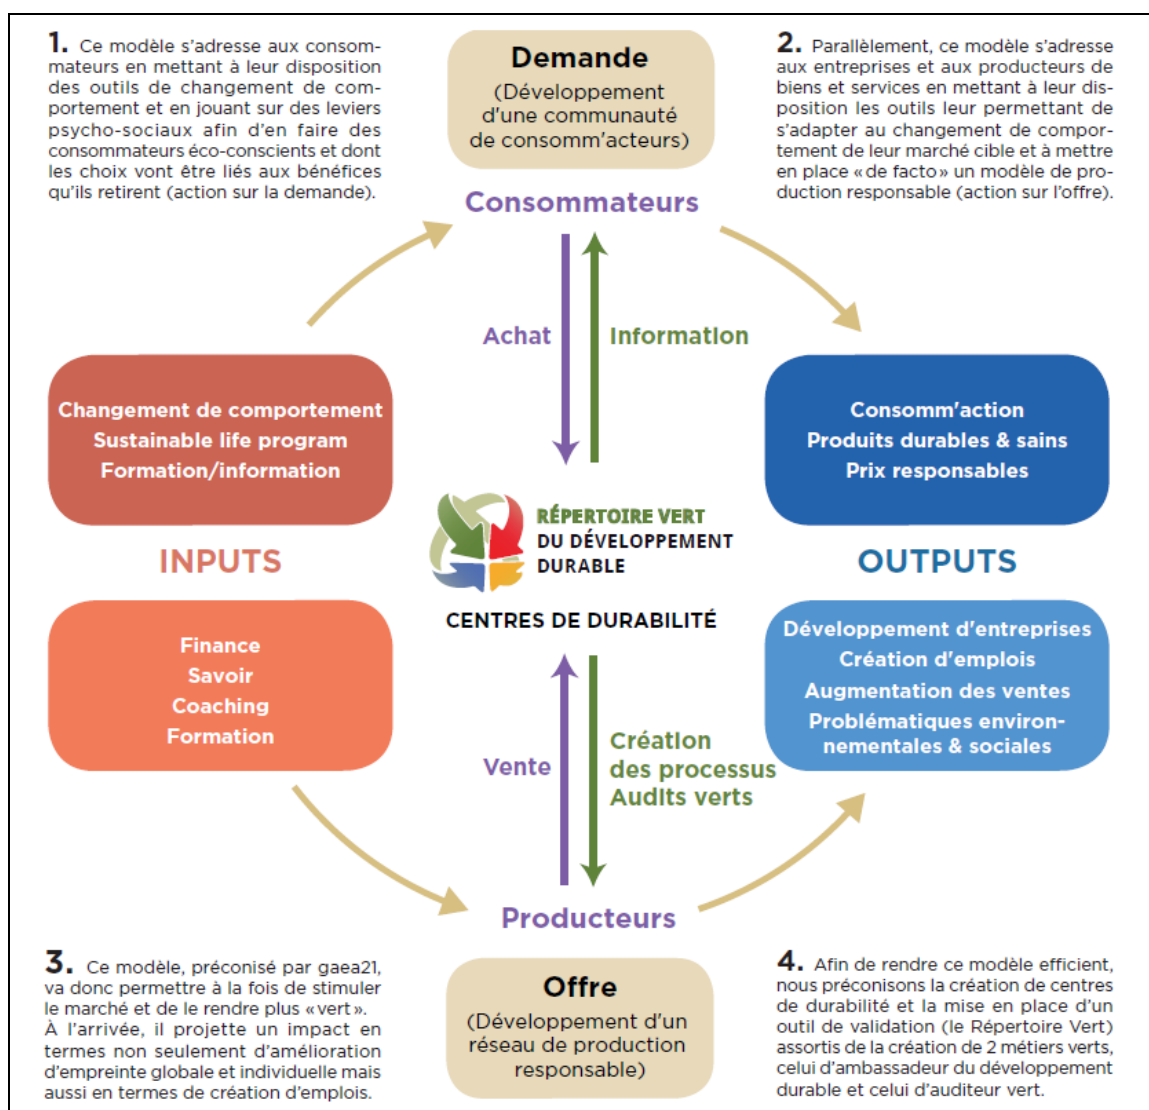 1. Ce modèle s’adresse aux consom-
mateurs en mettant à leur disposition
des outils de changement de com-
portement et en jouant sur des leviers
psycho-sociaux afin d’en faire des
consommateurs éco-conscients et dont
les choix vont être liés aux bénéfices
qu’ils retirent (action sur la demande).
Demande
(Développement
d'une communauté
de consomm'acteurs)
Consommateurs
2. Parallèlement, ce modèle s’adresse
aux entreprises et aux producteurs de
biens et services en mettant à leur dis-
position les outils leur permettant de
s’adapter au changement de compor-
tement de leur marché cible et à mettre
en place «de facto» un modèle de pro-
duction responsable (action sur l’offre).
Achat
Information
Changement de comportement
Sustainable life program
Formation/information
INPUTS
Finance
Savoir
Coaching
Formation
RÉPERTOIRE VERT
DU DÉVELOPPEMENT
DURABLE
CENTRES DE DURABILITÉ
Consomm'action
Produits durables & sains
Prix responsables
OUTPUTS
Développement d'entreprises
Création d'emplois
Augmentation des ventes
Problématiques environ-
nementales & sociales
Vente
Création
des processus
Audits verts
Producteurs
3. Ce modèle, préconisé par gaea21,
va donc permettre à la fois de stimuler
le marché et de le rendre plus «vert».
À l’arrivée, il projette un impact en
termes non seulement d’amélioration
d’empreinte globale et individuelle mais
aussi en termes de création d’emplois.
Offre
(Développement d'un
réseau de production
responsable)
4. Afin de rendre ce modèle efficient,
nous préconisons la création de centres
de durabilité et la mise en place d’un
outil de validation (le Répertoire Vert)
assortis de la création de 2 métiers verts,
celui d’ambassadeur du développement
durable et celui d’auditeur vert.